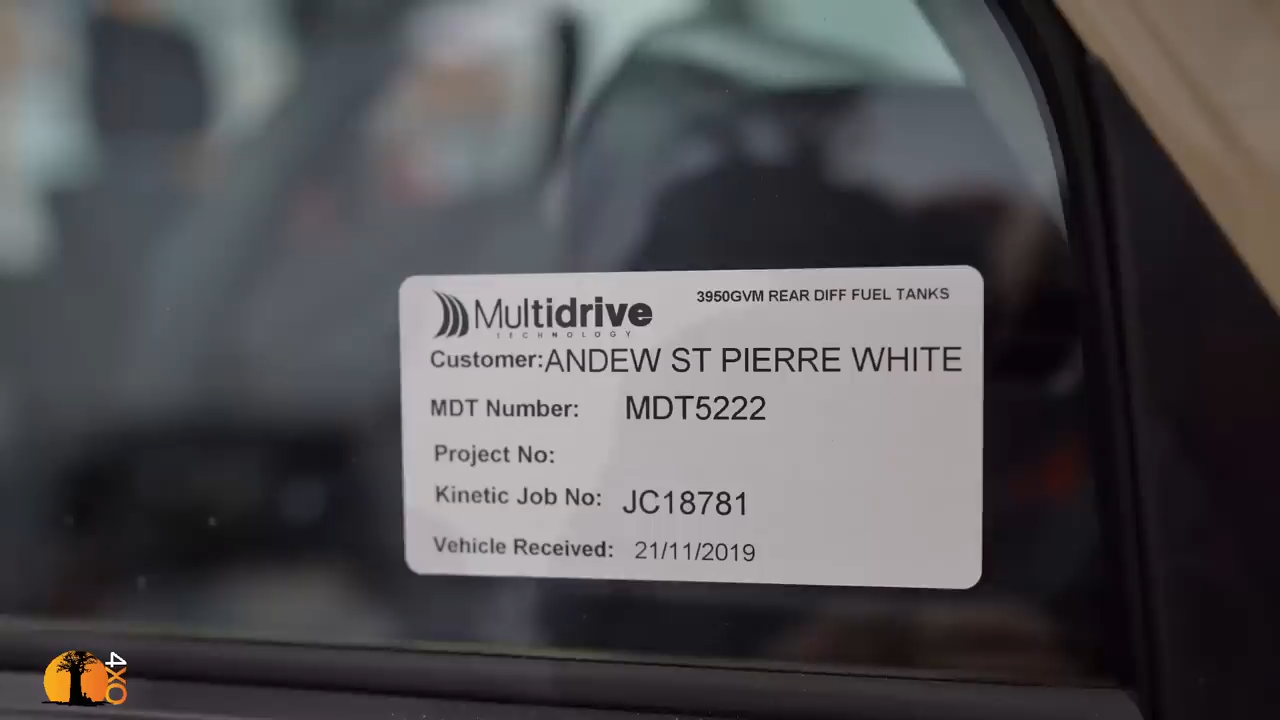 Multidrive
TECHNOLOGY
3950GVM REAR DIFF FUEL TANKS
Customer:ANDEW ST PIERRE WHITE
MDT Number: MDT5222
Project No:
Kinetic Job No: JC18781
Vehicle Received: 21/11/2019
4XO